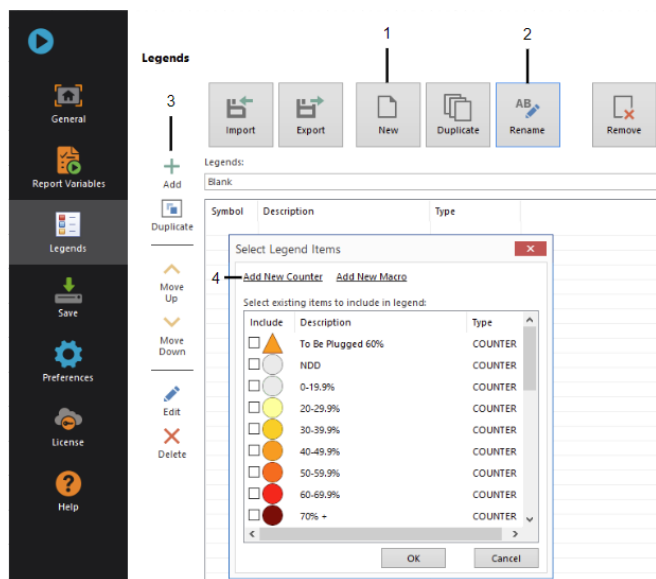 1
2
Legends
3
General
Import
Export
New
Duplicate
AB
Rename
Remove
Report Variables
Add
Legends:
Blank
Duplicate
Symbol Description Type
Legends
Select Legend Items
4
Add New Counter Add New Macro
Move
Up
Select existing items to include in legend:
Save
Include Description Type
To Be Plugged 60% COUNTER
Move
Down
NDD COUNTER
Preferences
0-19.9% COUNTER
20-29.9% COUNTER
Edit
30-39.9% COUNTER
License
40-49.9% COUNTER
Delete
50-59.9% COUNTER
60-69.9% COUNTER
Help
70% + COUNTER
OK Cancel